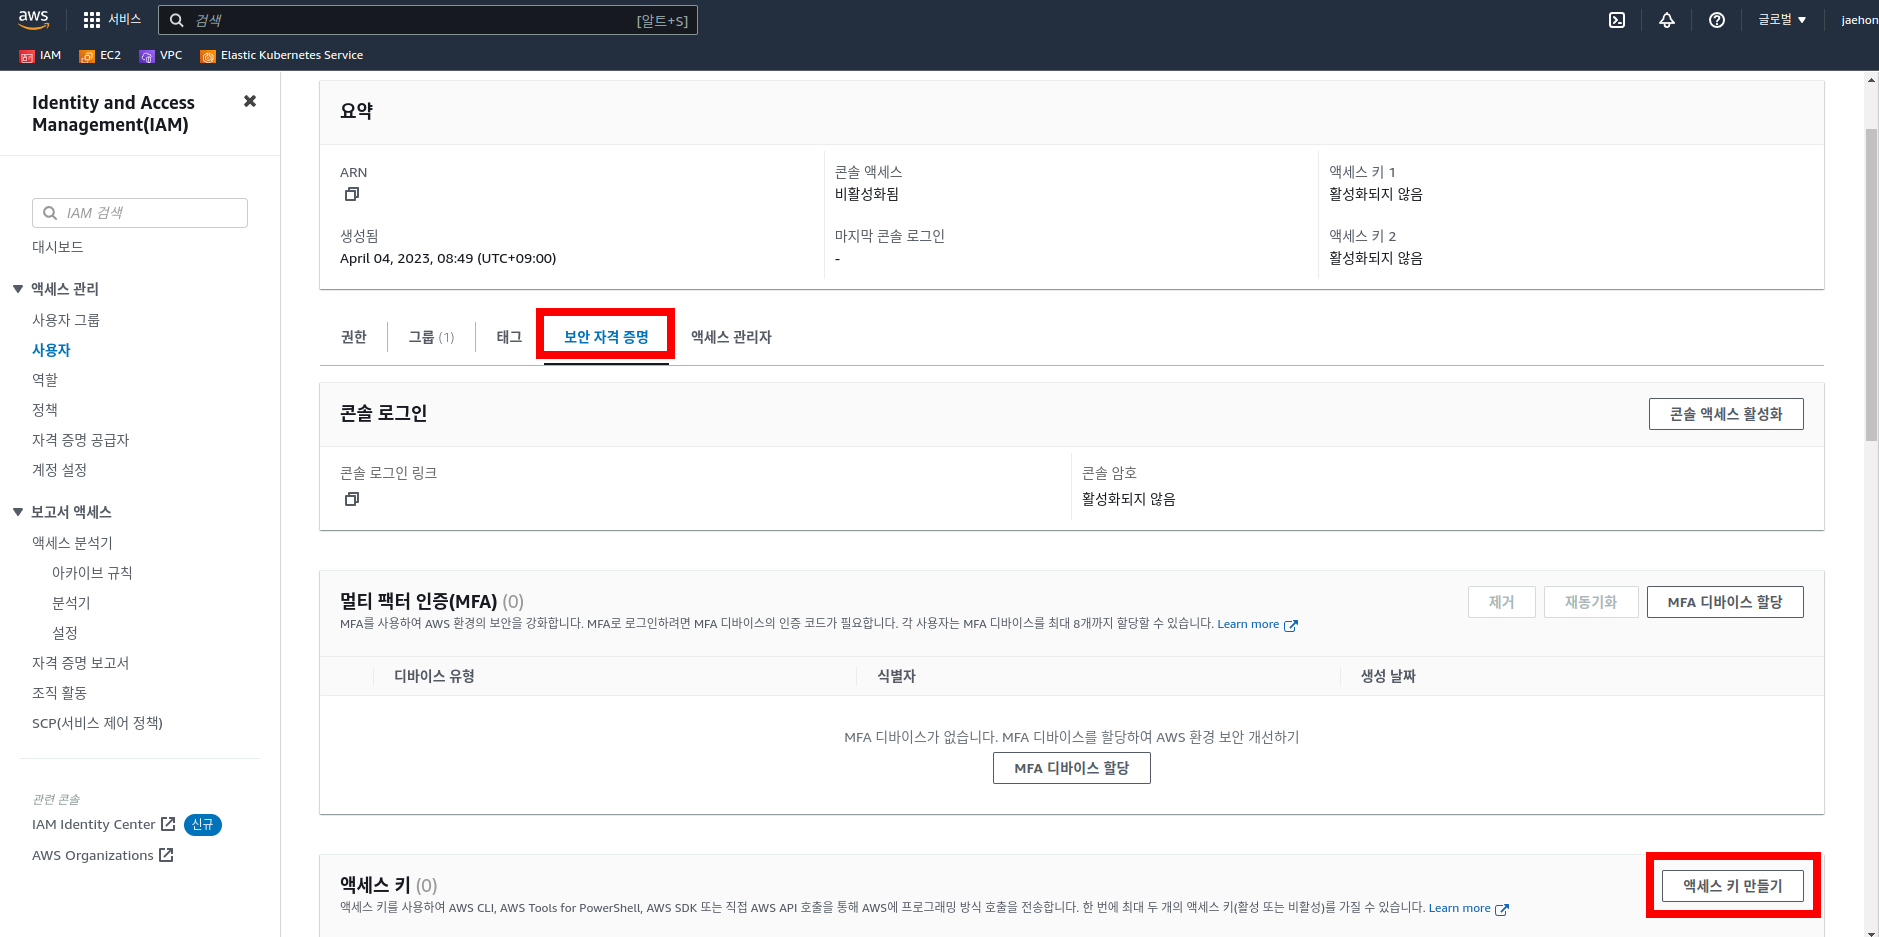 aws
서비스
검색
[알트+S]
글로벌 ▼
jaehon
IAM
EC2
VPC
Elastic Kubernetes Service
Identity and Access
Management(IAM)
IAM 검색
대시보드
액세스 관리
사용자 그룹
사용자
역할
정책
자격 증명 공급자
계정 설정
보고서 액세스
액세스 분석기
아카이브 규칙
분석기
설정
자격 증명 보고서
조직 활동
SCP(서비스 제어 정책)
관련 콘솔
IAM Identity Center 신규
AWS Organizations
요약
ARN
생성됨
April 04, 2023, 08:49 (UTC+09:00)
콘솔 액세스
비활성화됨
마지막 콘솔 로그인
-
액세스 키 1
활성화되지 않음
액세스 키 2
활성화되지 않음
권한
그룹 (1)
태그
보안 자격 증명
액세스 관리자
콘솔 로그인
콘솔 액세스 활성화
콘솔 로그인 링크
콘솔 암호
활성화되지 않음
멀티 팩터 인증(MFA) (0)
MFA를 사용하여 AWS 환경의 보안을 강화합니다. MFA로 로그인하려면 MFA 디바이스의 인증 코드가 필요합니다. 각 사용자는 MFA 디바이스를 최대 8개까지 할당할 수 있습니다. Learn more
제거
재동기화
MFA 디바이스 할당
디바이스 유형
식별자
생성 날짜
MFA 디바이스가 없습니다. MFA 디바이스를 할당하여 AWS 환경 보안 개선하기
MFA 디바이스 할당
액세스 키 (0)
액세스 키를 사용하여 AWS CLI, AWS Tools for PowerShell, AWS SDK 또는 직접 AWS API 호출을 통해 AWS에 프로그래밍 방식 호출을 전송합니다. 한 번에 최대 두 개의 액세스 키(활성 또는 비활성)를 가질 수 있습니다. Learn more
액세스 키 만들기